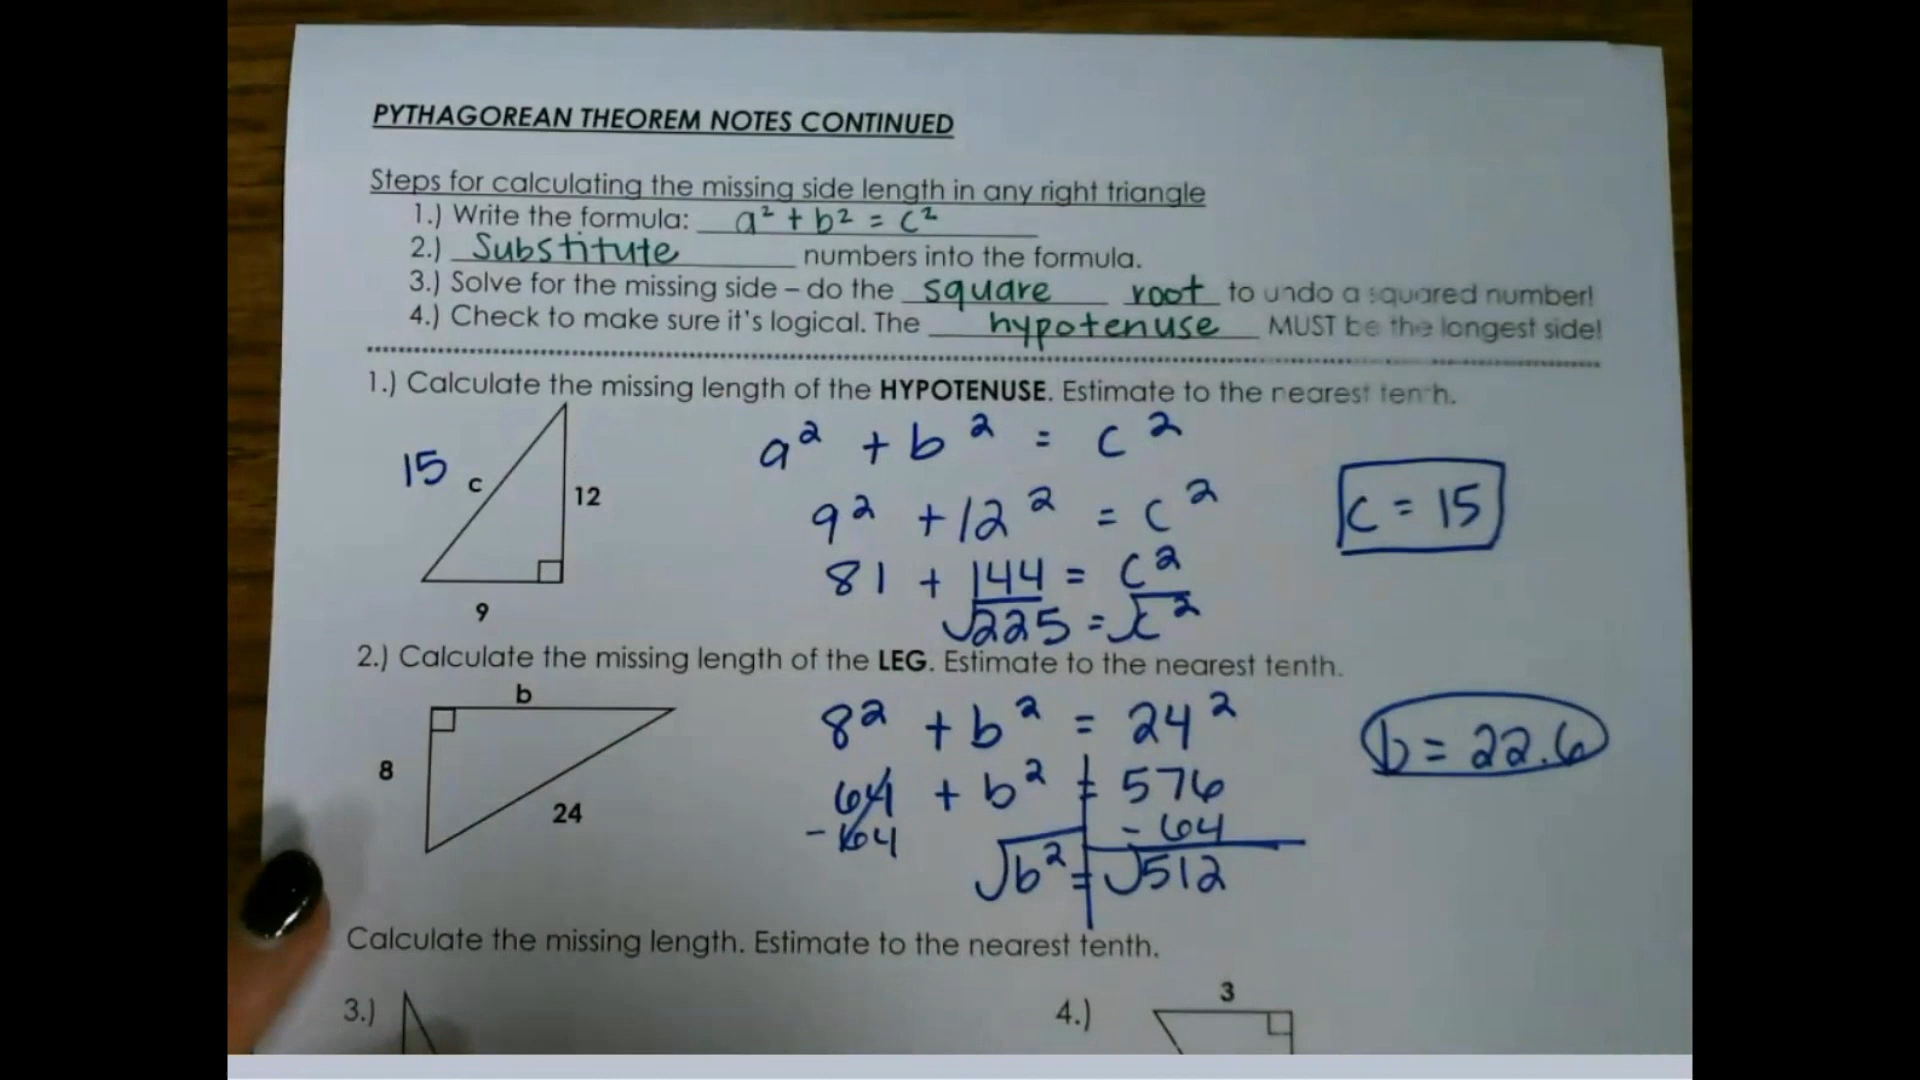 PYTHAGOREAN THEOREM NOTES CONTINUED
Steps for calculating the missing side length in any right triangle
1.) Write the formula: a² + b² = c²
2.) Substitute numbers into the formula.
3.) Solve for the missing side – do the square root to undo a squared number!
4.) Check to make sure it's logical. The hypotenuse MUST be the longest side!
1.) Calculate the missing length of the HYPOTENUSE. Estimate to the nearest tenth.
15 c
12
9
a² + b² = c²
9² + 12² = c²
81 + 144 = c²
√225 = √c²
c = 15
2.) Calculate the missing length of the LEG. Estimate to the nearest tenth.
b
8
24
8² + b² = 24²
64 + b² = 576
- 64 - 64
√b² = √512
b = 22.6
Calculate the missing length. Estimate to the nearest tenth.
3.)
4.)
3